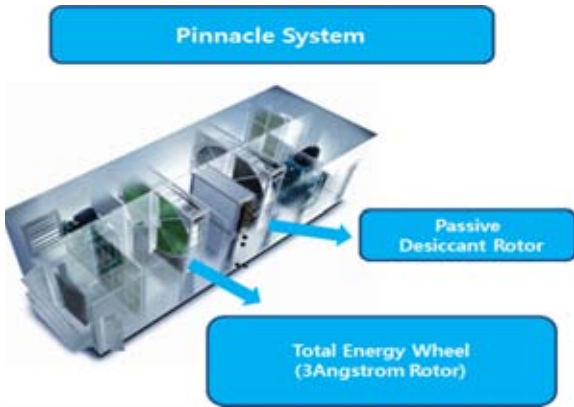 Pinnacle System
Passive
Desiccant Rotor
Total Energy Wheel
(3Angstrom Rotor)